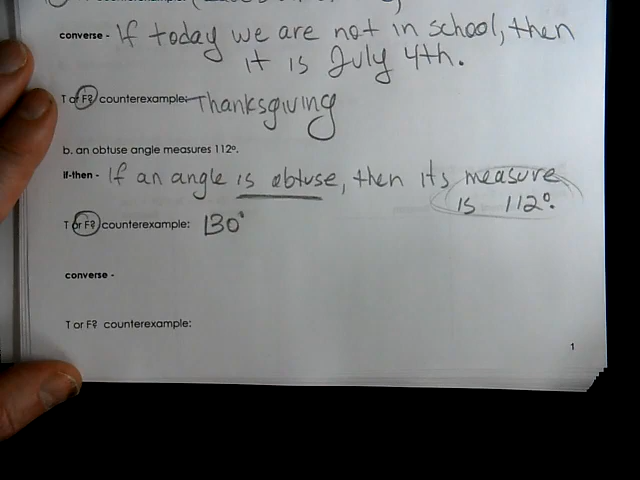 converse - If today we are not in school, then
it is July 4th.
T or F? counterexample: Thanksgiving
b. an obtuse angle measures 112º.
if-then - If an angle is obtuse, then its measure
is 112º.
T or F? counterexample: 130°
converse -
T or F? counterexample:
1